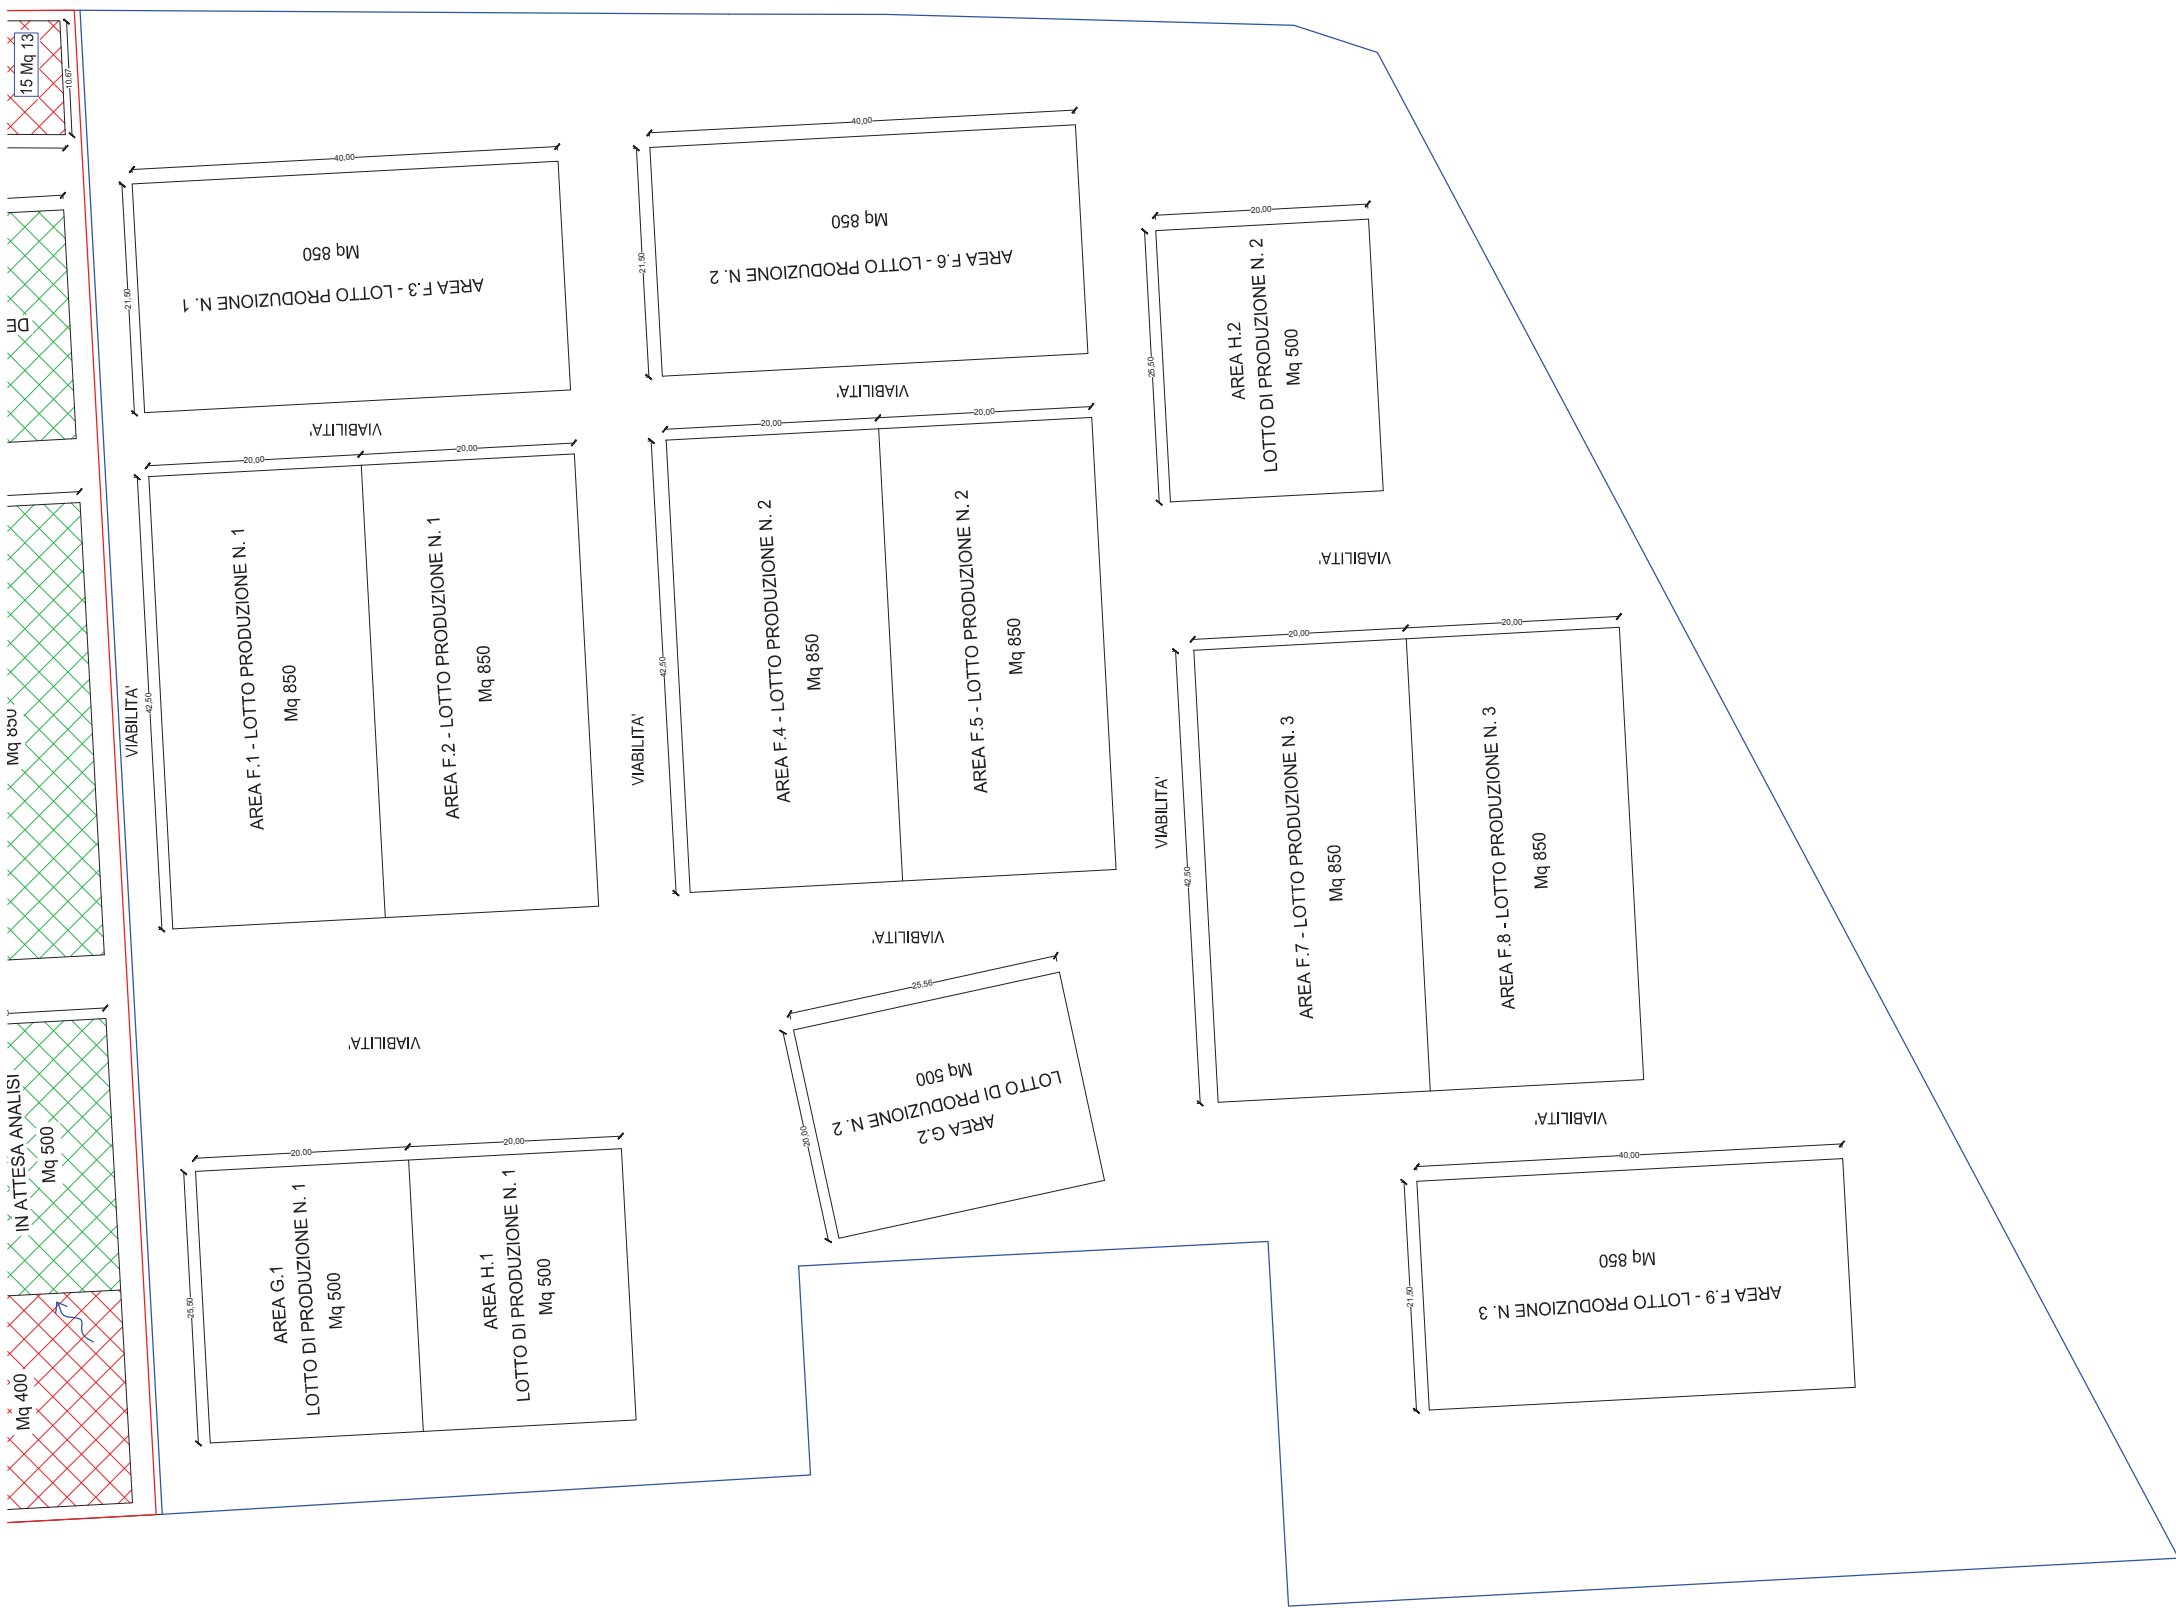 15 Mq 13
10,67
40,00
21,50
Mq 850
AREA F.3 - LOTTO PRODUZIONE N. 1
40,00
21,50
Mq 850
AREA F.6 - LOTTO PRODUZIONE N. 2
20,00
25,50
AREA H.2
LOTTO DI PRODUZIONE N. 2
Mq 500
DE
VIABILITA'
VIABILITA'
20,00
20,00
42,50
AREA F.1 - LOTTO PRODUZIONE N. 1
Mq 850
AREA F.2 - LOTTO PRODUZIONE N. 1
Mq 850
VIABILITA'
20,00
20,00
42,50
AREA F.4 - LOTTO PRODUZIONE N. 2
Mq 850
AREA F.5 - LOTTO PRODUZIONE N. 2
Mq 850
VIABILITA'
VIABILITA'
Mq 850
20,00
20,00
42,50
AREA F.7 - LOTTO PRODUZIONE N. 3
Mq 850
AREA F.8 - LOTTO PRODUZIONE N. 3
Mq 850
VIABILITA'
VIABILITA'
VIABILITA'
25,56
20,00
Mq 500
LOTTO DI PRODUZIONE N. 2
AREA G.2
VIABILITA'
IN ATTESA ANALISI
Mq 500
20,00
20,00
25,50
AREA G.1
LOTTO DI PRODUZIONE N. 1
Mq 500
AREA H.1
LOTTO DI PRODUZIONE N. 1
Mq 500
40,00
21,50
Mq 850
AREA F.9 - LOTTO PRODUZIONE N. 3
Mq 400